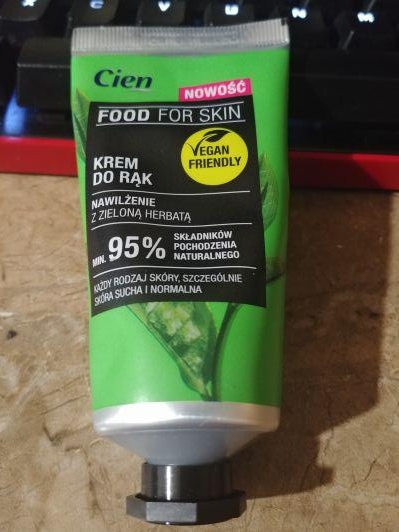 Cien
NOWOŚĆ
FOOD FOR SKIN
VEGAN
FRIENDLY
KREM
DO RĄK
NAWILŻENIE
Z ZIELONĄ HERBATĄ
MIN. 95% SKŁADNIKÓW
POCHODZENIA
NATURALNEGO
KAŻDY RODZAJ SKÓRY, SZCZEGÓLNIE
SKÓRA SUCHA I NORMALNA